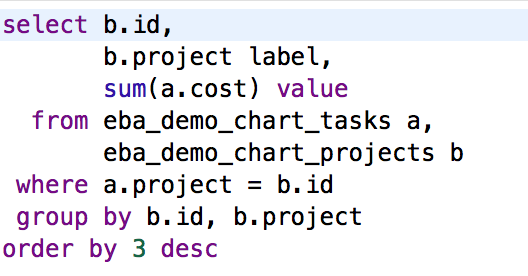 select b.id,
       b.project label,
       sum(a.cost) value
  from eba_demo_chart_tasks a,
       eba_demo_chart_projects b
 where a.project = b.id
 group by b.id, b.project
order by 3 desc